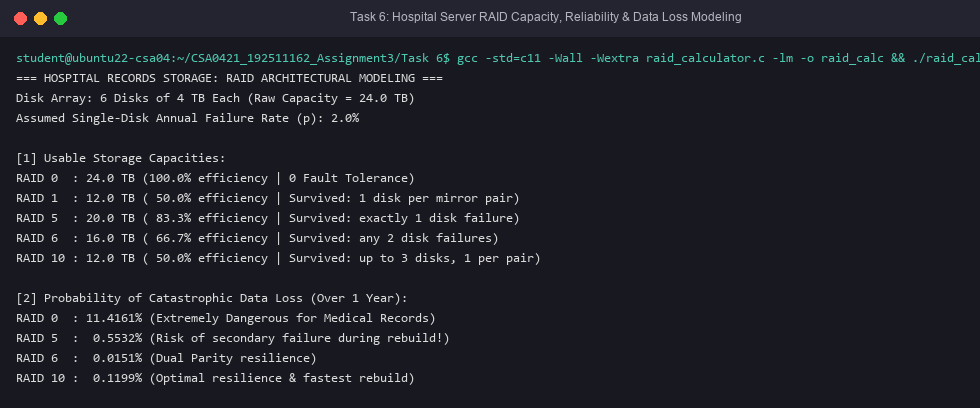 Task 6: Hospital Server RAID Capacity, Reliability & Data Loss Modeling
student@ubuntu22-csa04:~/CSA0421_192511162_Assignment3/Task 6$ gcc -std=c11 -Wall -Wextra raid_calculator.c -lm -o raid_calc && ./raid_cal
=== HOSPITAL RECORDS STORAGE: RAID ARCHITECTURAL MODELING ===
Disk Array: 6 Disks of 4 TB Each (Raw Capacity = 24.0 TB)
Assumed Single-Disk Annual Failure Rate (p): 2.0%
[1] Usable Storage Capacities:
RAID 0  : 24.0 TB (100.0% efficiency | 0 Fault Tolerance)
RAID 1  : 12.0 TB ( 50.0% efficiency | Survived: 1 disk per mirror pair)
RAID 5  : 20.0 TB ( 83.3% efficiency | Survived: exactly 1 disk failure)
RAID 6  : 16.0 TB ( 66.7% efficiency | Survived: any 2 disk failures)
RAID 10 : 12.0 TB ( 50.0% efficiency | Survived: up to 3 disks, 1 per pair)
[2] Probability of Catastrophic Data Loss (Over 1 Year):
RAID 0  : 11.4161% (Extremely Dangerous for Medical Records)
RAID 5  :  0.5532% (Risk of secondary failure during rebuild!)
RAID 6  :  0.0151% (Dual Parity resilience)
RAID 10 :  0.1199% (Optimal resilience & fastest rebuild)